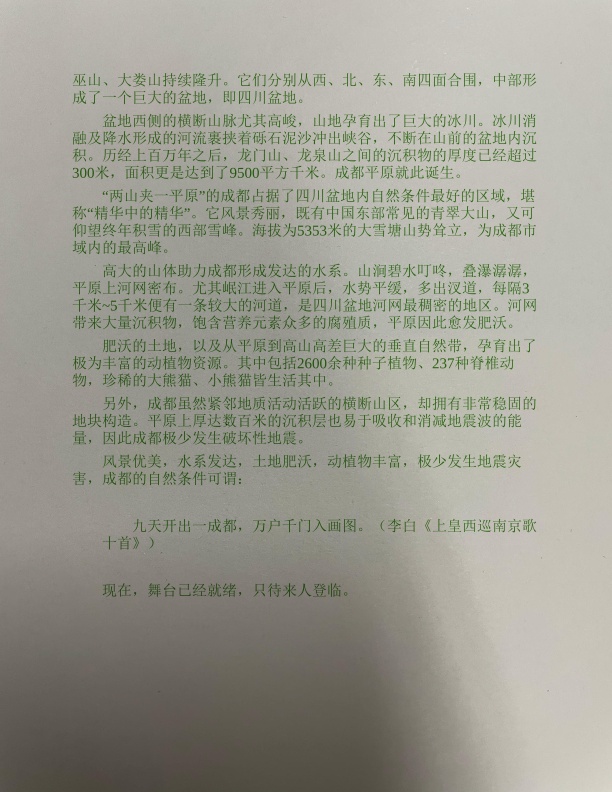 巫山、大娄山持续隆升。它们分别从西、北、东、南四面合围，中部形
成了一个巨大的盆地，即四川盆地。
盆地西侧的横断山脉尤其高峻，山地孕育出了巨大的冰川。冰川消
融及降水形成的河流裹挟着砾石泥沙冲出峡谷，不断在山前的盆地内沉
积。历经上百万年之后，龙门山、龙泉山之间的沉积物的厚度已经超过
300米，面积更是达到了9500平方千米。成都平原就此诞生。
“两山夹一平原”的成都占据了四川盆地内自然条件最好的区域，堪
称“精华中的精华”。它风景秀丽，既有中国东部常见的青翠大山，又可
仰望终年积雪的西部雪峰。海拔为5353米的大雪塘山势耸立，为成都市
域内的最高峰。
高大的山体助力成都形成发达的水系。山涧碧水叮咚，叠瀑潺潺，
平原上河网密布。尤其岷江进入平原后，水势平缓，多出汊道，每隔3
千米~5千米便有一条较大的河道，是四川盆地河网最稠密的地区。河网
带来大量沉积物，饱含营养元素众多的腐殖质，平原因此愈发肥沃。
肥沃的土地，以及从平原到高山高差巨大的垂直自然带，孕育出了
极为丰富的动植物资源。其中包括2600余种种子植物、237种脊椎动
物，珍稀的大熊猫、小熊猫皆生活其中。
另外，成都虽然紧邻地质活动活跃的横断山区，却拥有非常稳固的
地块构造。平原上厚达数百米的沉积层也易于吸收和消减地震波的能
量，因此成都极少发生破坏性地震。
风景优美，水系发达，土地肥沃，动植物丰富，极少发生地震灾
害，成都的自然条件可谓：
九天开出一成都，万户千门入画图。（李白《上皇西巡南京歌
十首》）
现在，舞台已经就绪，只待来人登临。